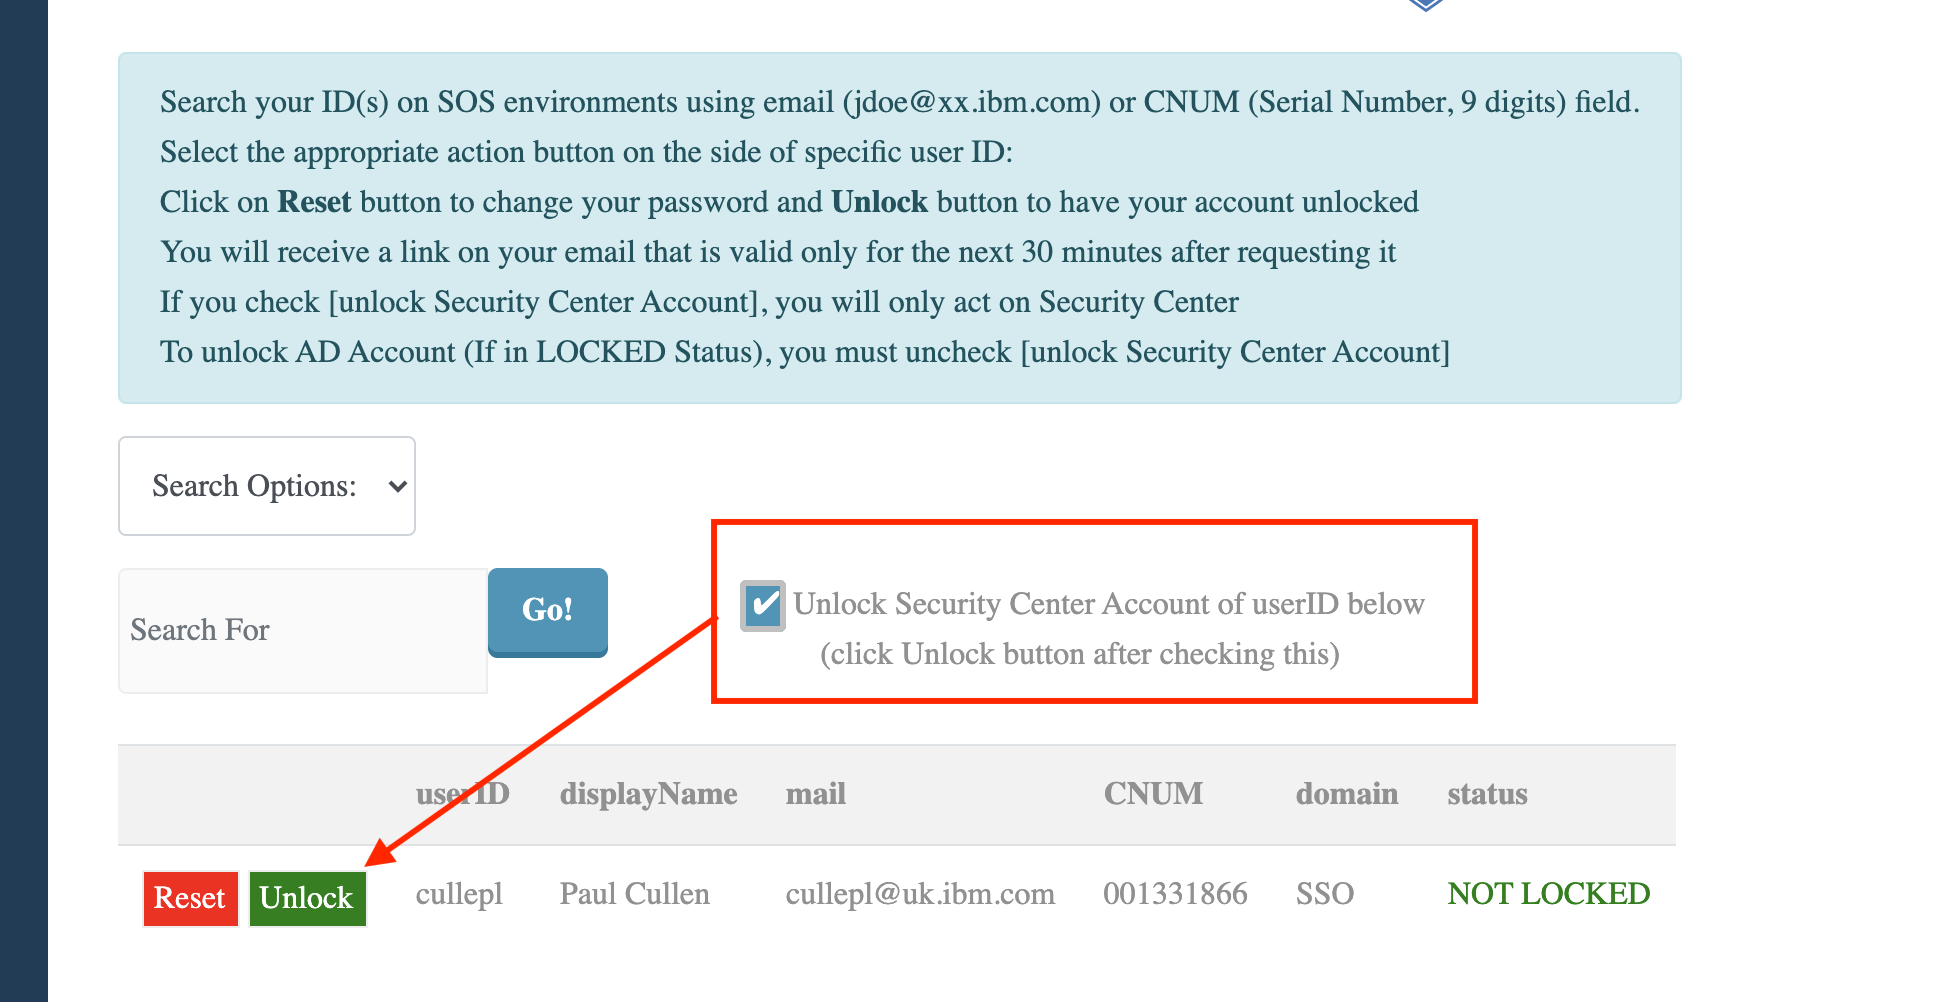 Search your ID(s) on SOS environments using email (jdoe@xx.ibm.com) or CNUM (Serial Number, 9 digits) field.
Select the appropriate action button on the side of specific user ID:
Click on Reset button to change your password and Unlock button to have your account unlocked
You will receive a link on your email that is valid only for the next 30 minutes after requesting it
If you check [unlock Security Center Account], you will only act on Security Center
To unlock AD Account (If in LOCKED Status), you must uncheck [unlock Security Center Account]
Search Options:
Search For
Go!
Unlock Security Center Account of userID below
(click Unlock button after checking this)
userID displayName mail CNUM domain status
Reset Unlock cullepl Paul Cullen cullepl@uk.ibm.com 001331866 SSO NOT LOCKED